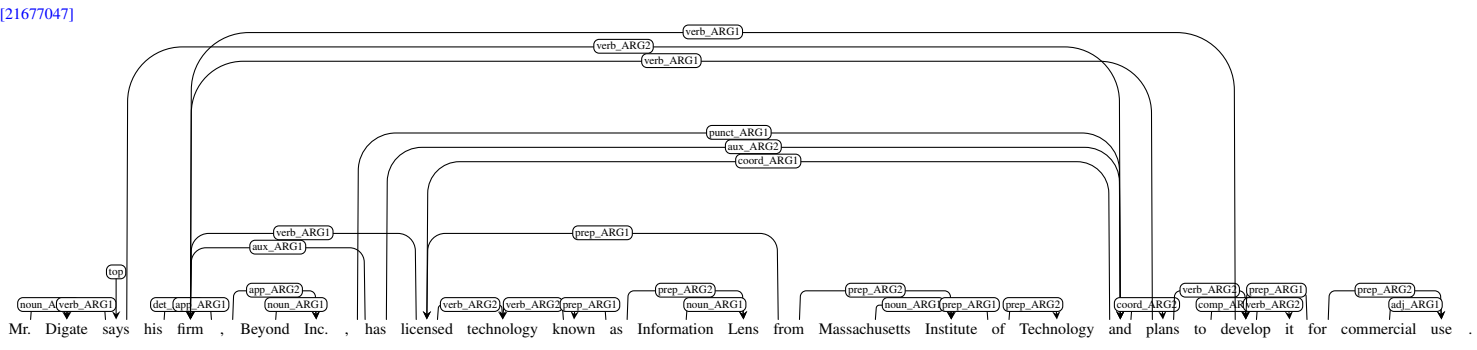 [21677047]
verb_ARG1
verb_ARG2
verb_ARG1
punct_ARG1
aux_ARG2
coord_ARG1
verb_ARG1 prep_ARG1
aux_ARG1
top
app_ARG2 prep_ARG2 prep_ARG2 verb_ARG2 prep_ARG1 prep_ARG2
verb_ARG1 app_ARG1 noun_ARG1 verb_ARG2 verb_ARG2 prep_ARG1 noun_ARG1 noun_ARG1 prep_ARG1 prep_ARG2 coord_ARG2 verb_ARG2 adj_ARG1
Mr. Digate says his firm , Beyond Inc. , has licensed technology known as Information Lens from Massachusetts Institute of Technology and plans to develop it for commercial use .